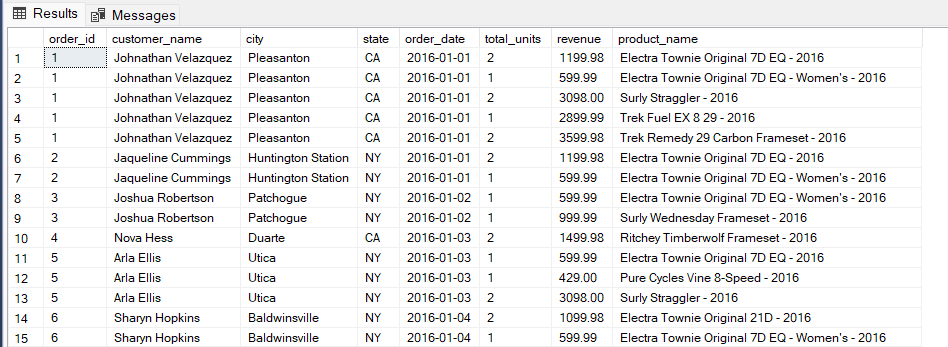 Results Messages
order_id customer_name city state order_date total_units revenue product_name
1 1 Johnathan Velazquez Pleasanton CA 2016-01-01 2 1199.98 Electra Townie Original 7D EQ - 2016
2 1 Johnathan Velazquez Pleasanton CA 2016-01-01 1 599.99 Electra Townie Original 7D EQ - Women's - 2016
3 1 Johnathan Velazquez Pleasanton CA 2016-01-01 2 3098.00 Surly Straggler - 2016
4 1 Johnathan Velazquez Pleasanton CA 2016-01-01 1 2899.99 Trek Fuel EX 8 29 - 2016
5 1 Johnathan Velazquez Pleasanton CA 2016-01-01 2 3599.98 Trek Remedy 29 Carbon Frameset - 2016
6 2 Jaqueline Cummings Huntington Station NY 2016-01-01 2 1199.98 Electra Townie Original 7D EQ - 2016
7 2 Jaqueline Cummings Huntington Station NY 2016-01-01 1 599.99 Electra Townie Original 7D EQ - Women's - 2016
8 3 Joshua Robertson Patchogue NY 2016-01-02 1 599.99 Electra Townie Original 7D EQ - Women's - 2016
9 3 Joshua Robertson Patchogue NY 2016-01-02 1 999.99 Surly Wednesday Frameset - 2016
10 4 Nova Hess Duarte CA 2016-01-03 2 1499.98 Ritchey Timberwolf Frameset - 2016
11 5 Arla Ellis Utica NY 2016-01-03 1 599.99 Electra Townie Original 7D EQ - 2016
12 5 Arla Ellis Utica NY 2016-01-03 1 429.00 Pure Cycles Vine 8-Speed - 2016
13 5 Arla Ellis Utica NY 2016-01-03 2 3098.00 Surly Straggler - 2016
14 6 Sharyn Hopkins Baldwinsville NY 2016-01-04 2 1099.98 Electra Townie Original 21D - 2016
15 6 Sharyn Hopkins Baldwinsville NY 2016-01-04 1 599.99 Electra Townie Original 7D EQ - Women's - 2016